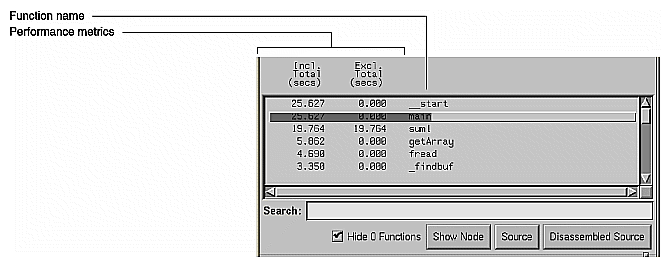 Function name
Performance metrics
Incl. Excl.
Total Total
(secs) (secs)
25.627 0.000 __start
25.627 0.000 main
19.764 19.764 sum1
5.862 0.000 getArray
4.690 0.000 fread
3.350 0.000 _findbuf
Search:
Hide 0 Functions Show Node Source Disassembled Source